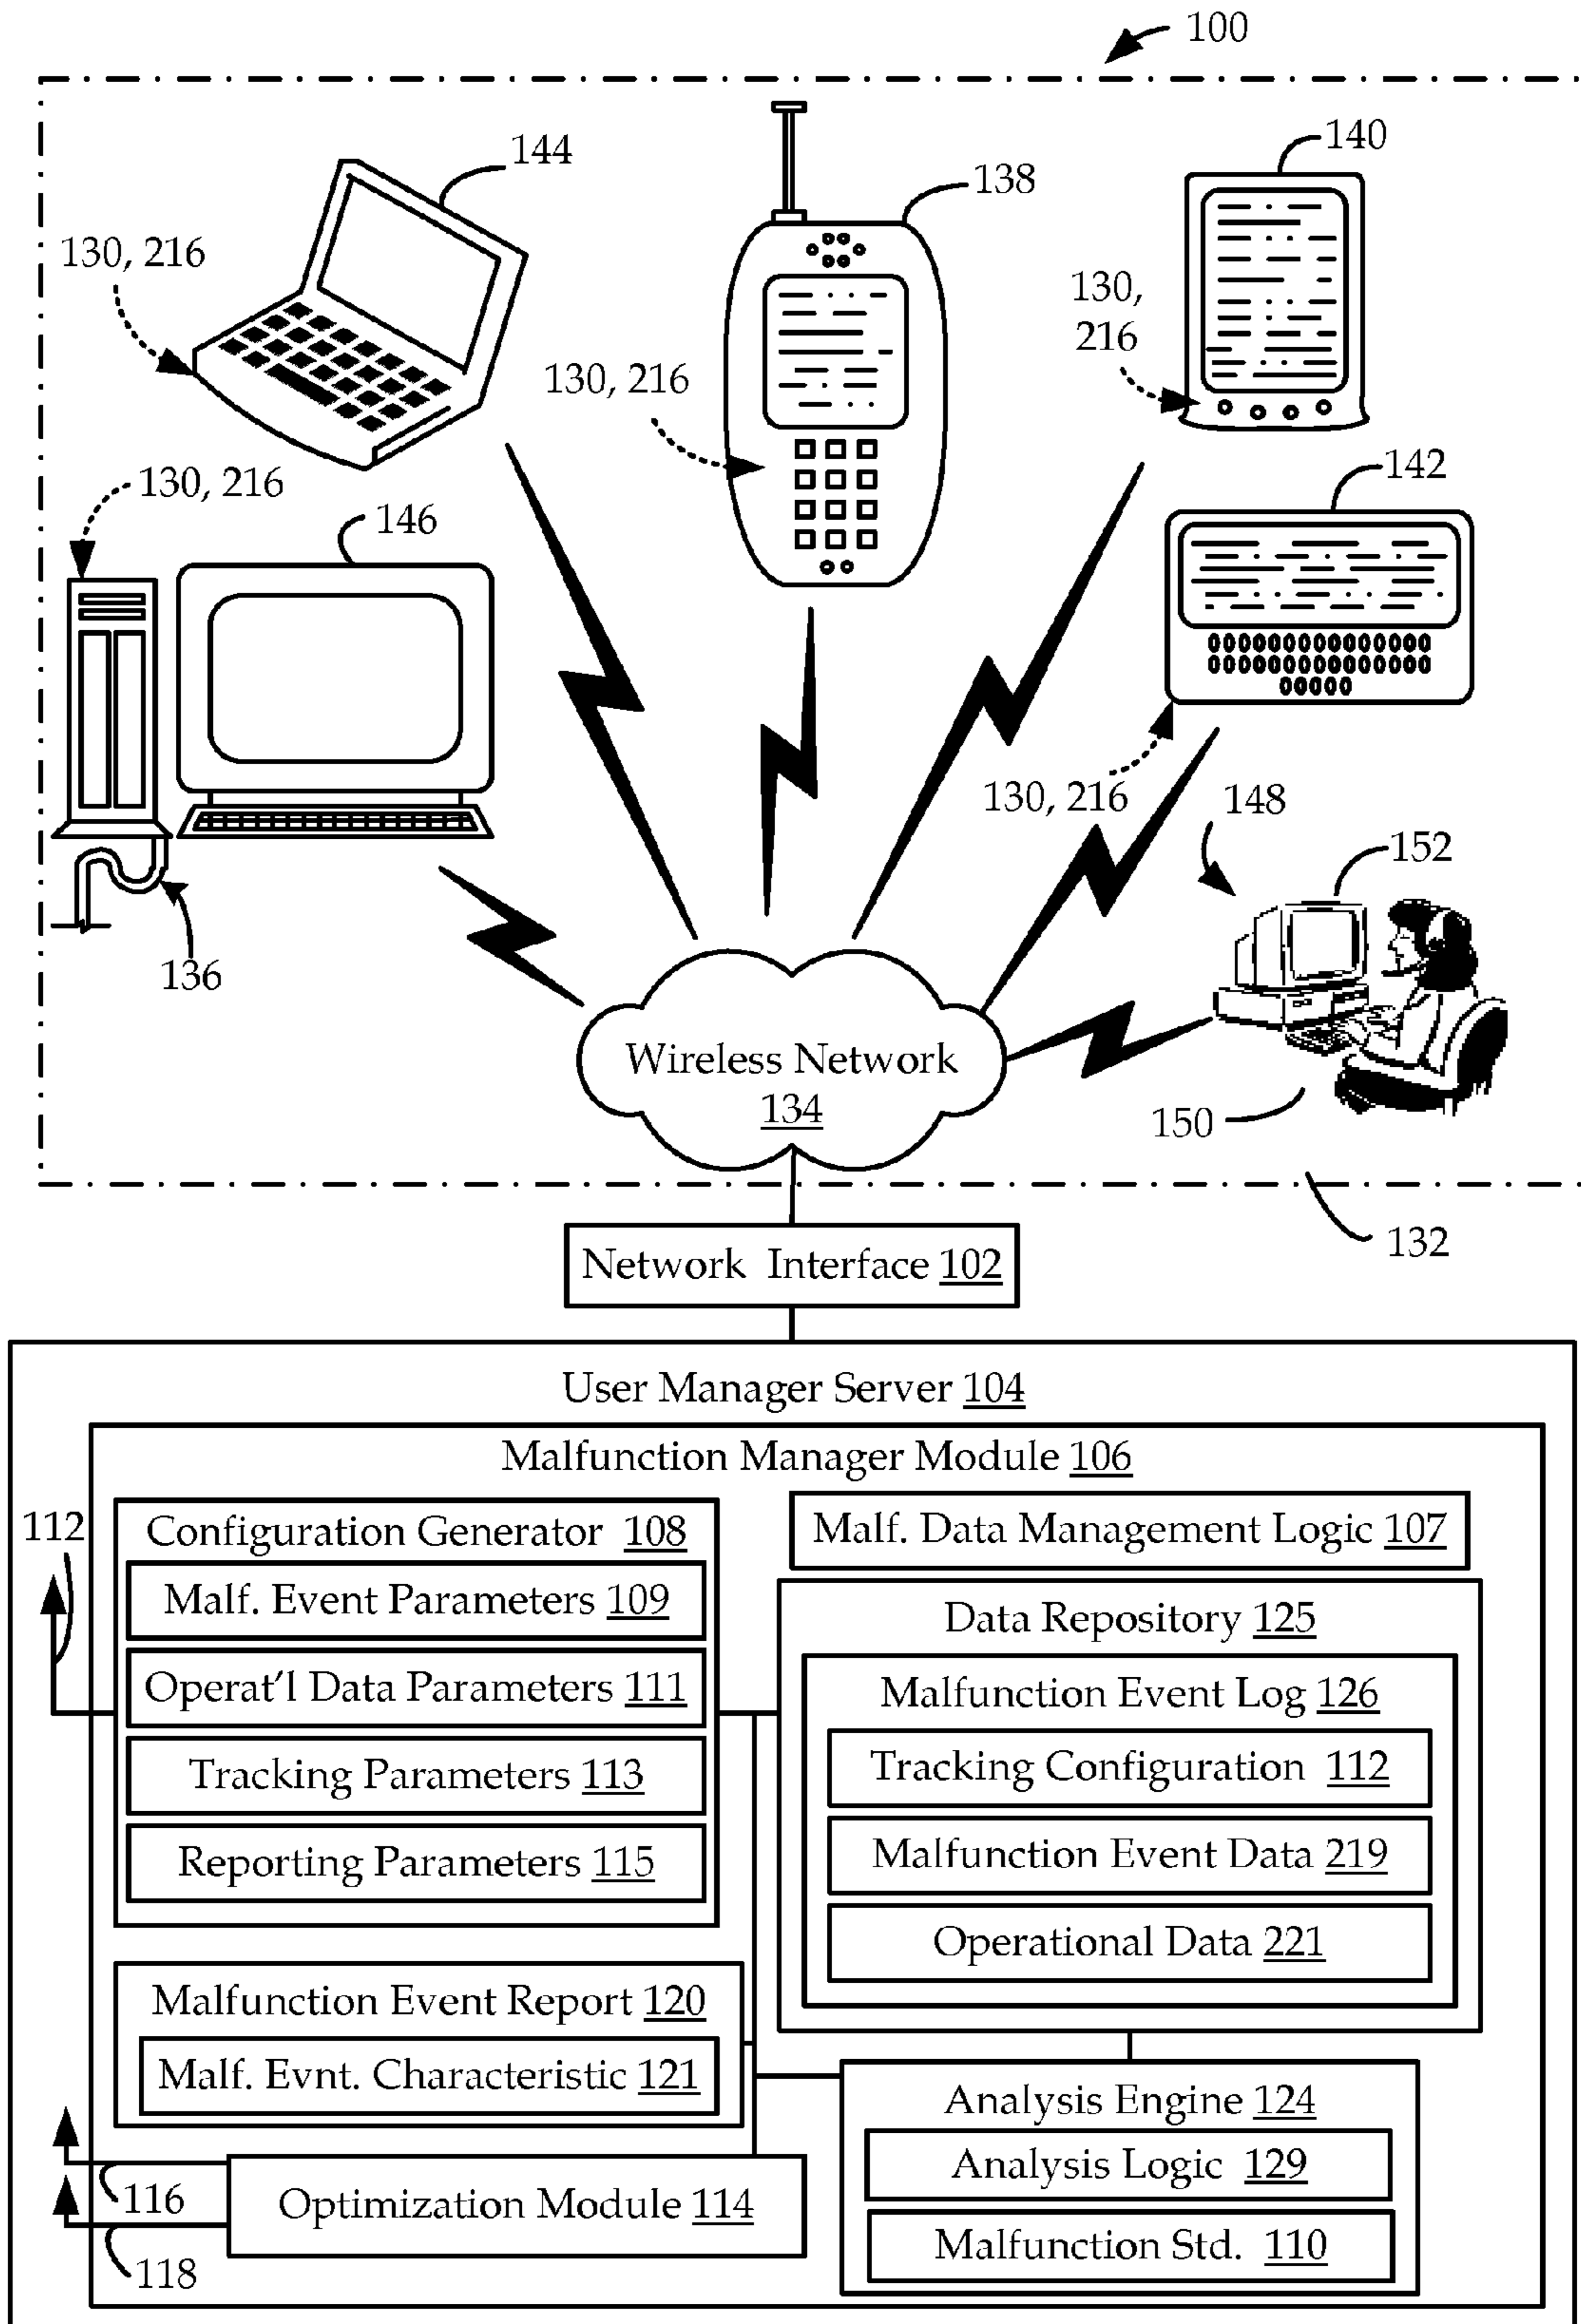 100
144
138
140
130, 216
130,
216
130, 216
142
130, 216
146
130, 216
148
152
136
Wireless Network
134
150
132
Network Interface 102
User Manager Server 104
Malfunction Manager Module 106
112
Configuration Generator 108
Malf. Event Parameters 109
Operat'l Data Parameters 111
Tracking Parameters 113
Reporting Parameters 115
Malf. Data Management Logic 107
Data Repository 125
Malfunction Event Log 126
Tracking Configuration 112
Malfunction Event Data 219
Operational Data 221
Malfunction Event Report 120
Malf. Evnt. Characteristic 121
Analysis Engine 124
Analysis Logic 129
Malfunction Std. 110
116
Optimization Module 114
118